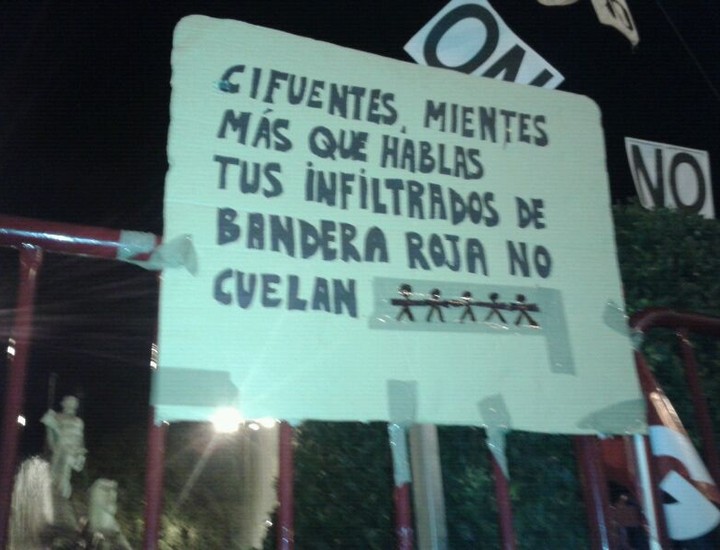 ON
NO
CIFUENTES, MIENTES
MÁS QUE HABLAS
TUS INFILTRADOS DE
BANDERA ROJA NO
CUELAN